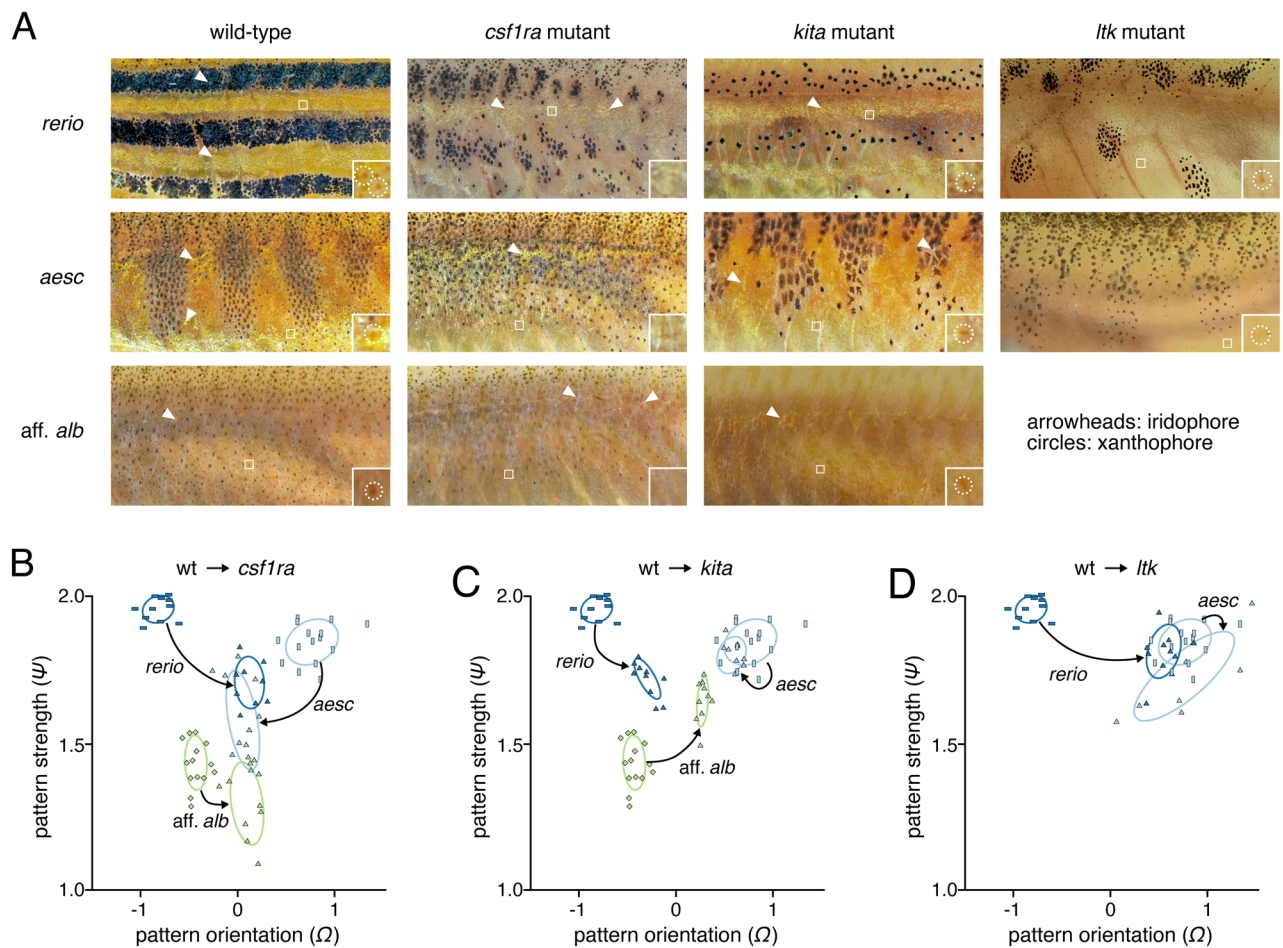 A
wild-type
csf1ra mutant
kita mutant
ltk mutant
rerio
aesc
aff. alb
arrowheads: iridophore
circles: xanthophore
B
wt → csf1ra
2.0
1.5
1.0
pattern strength (Ψ)
rerio
aesc
aff. alb
-1 0 1
pattern orientation (Ω)
C
wt → kita
2.0
1.5
1.0
pattern strength (Ψ)
rerio
aesc
aff. alb
-1 0 1
pattern orientation (Ω)
D
wt → ltk
2.0
1.5
1.0
pattern strength (Ψ)
aesc
rerio
-1 0 1
pattern orientation (Ω)